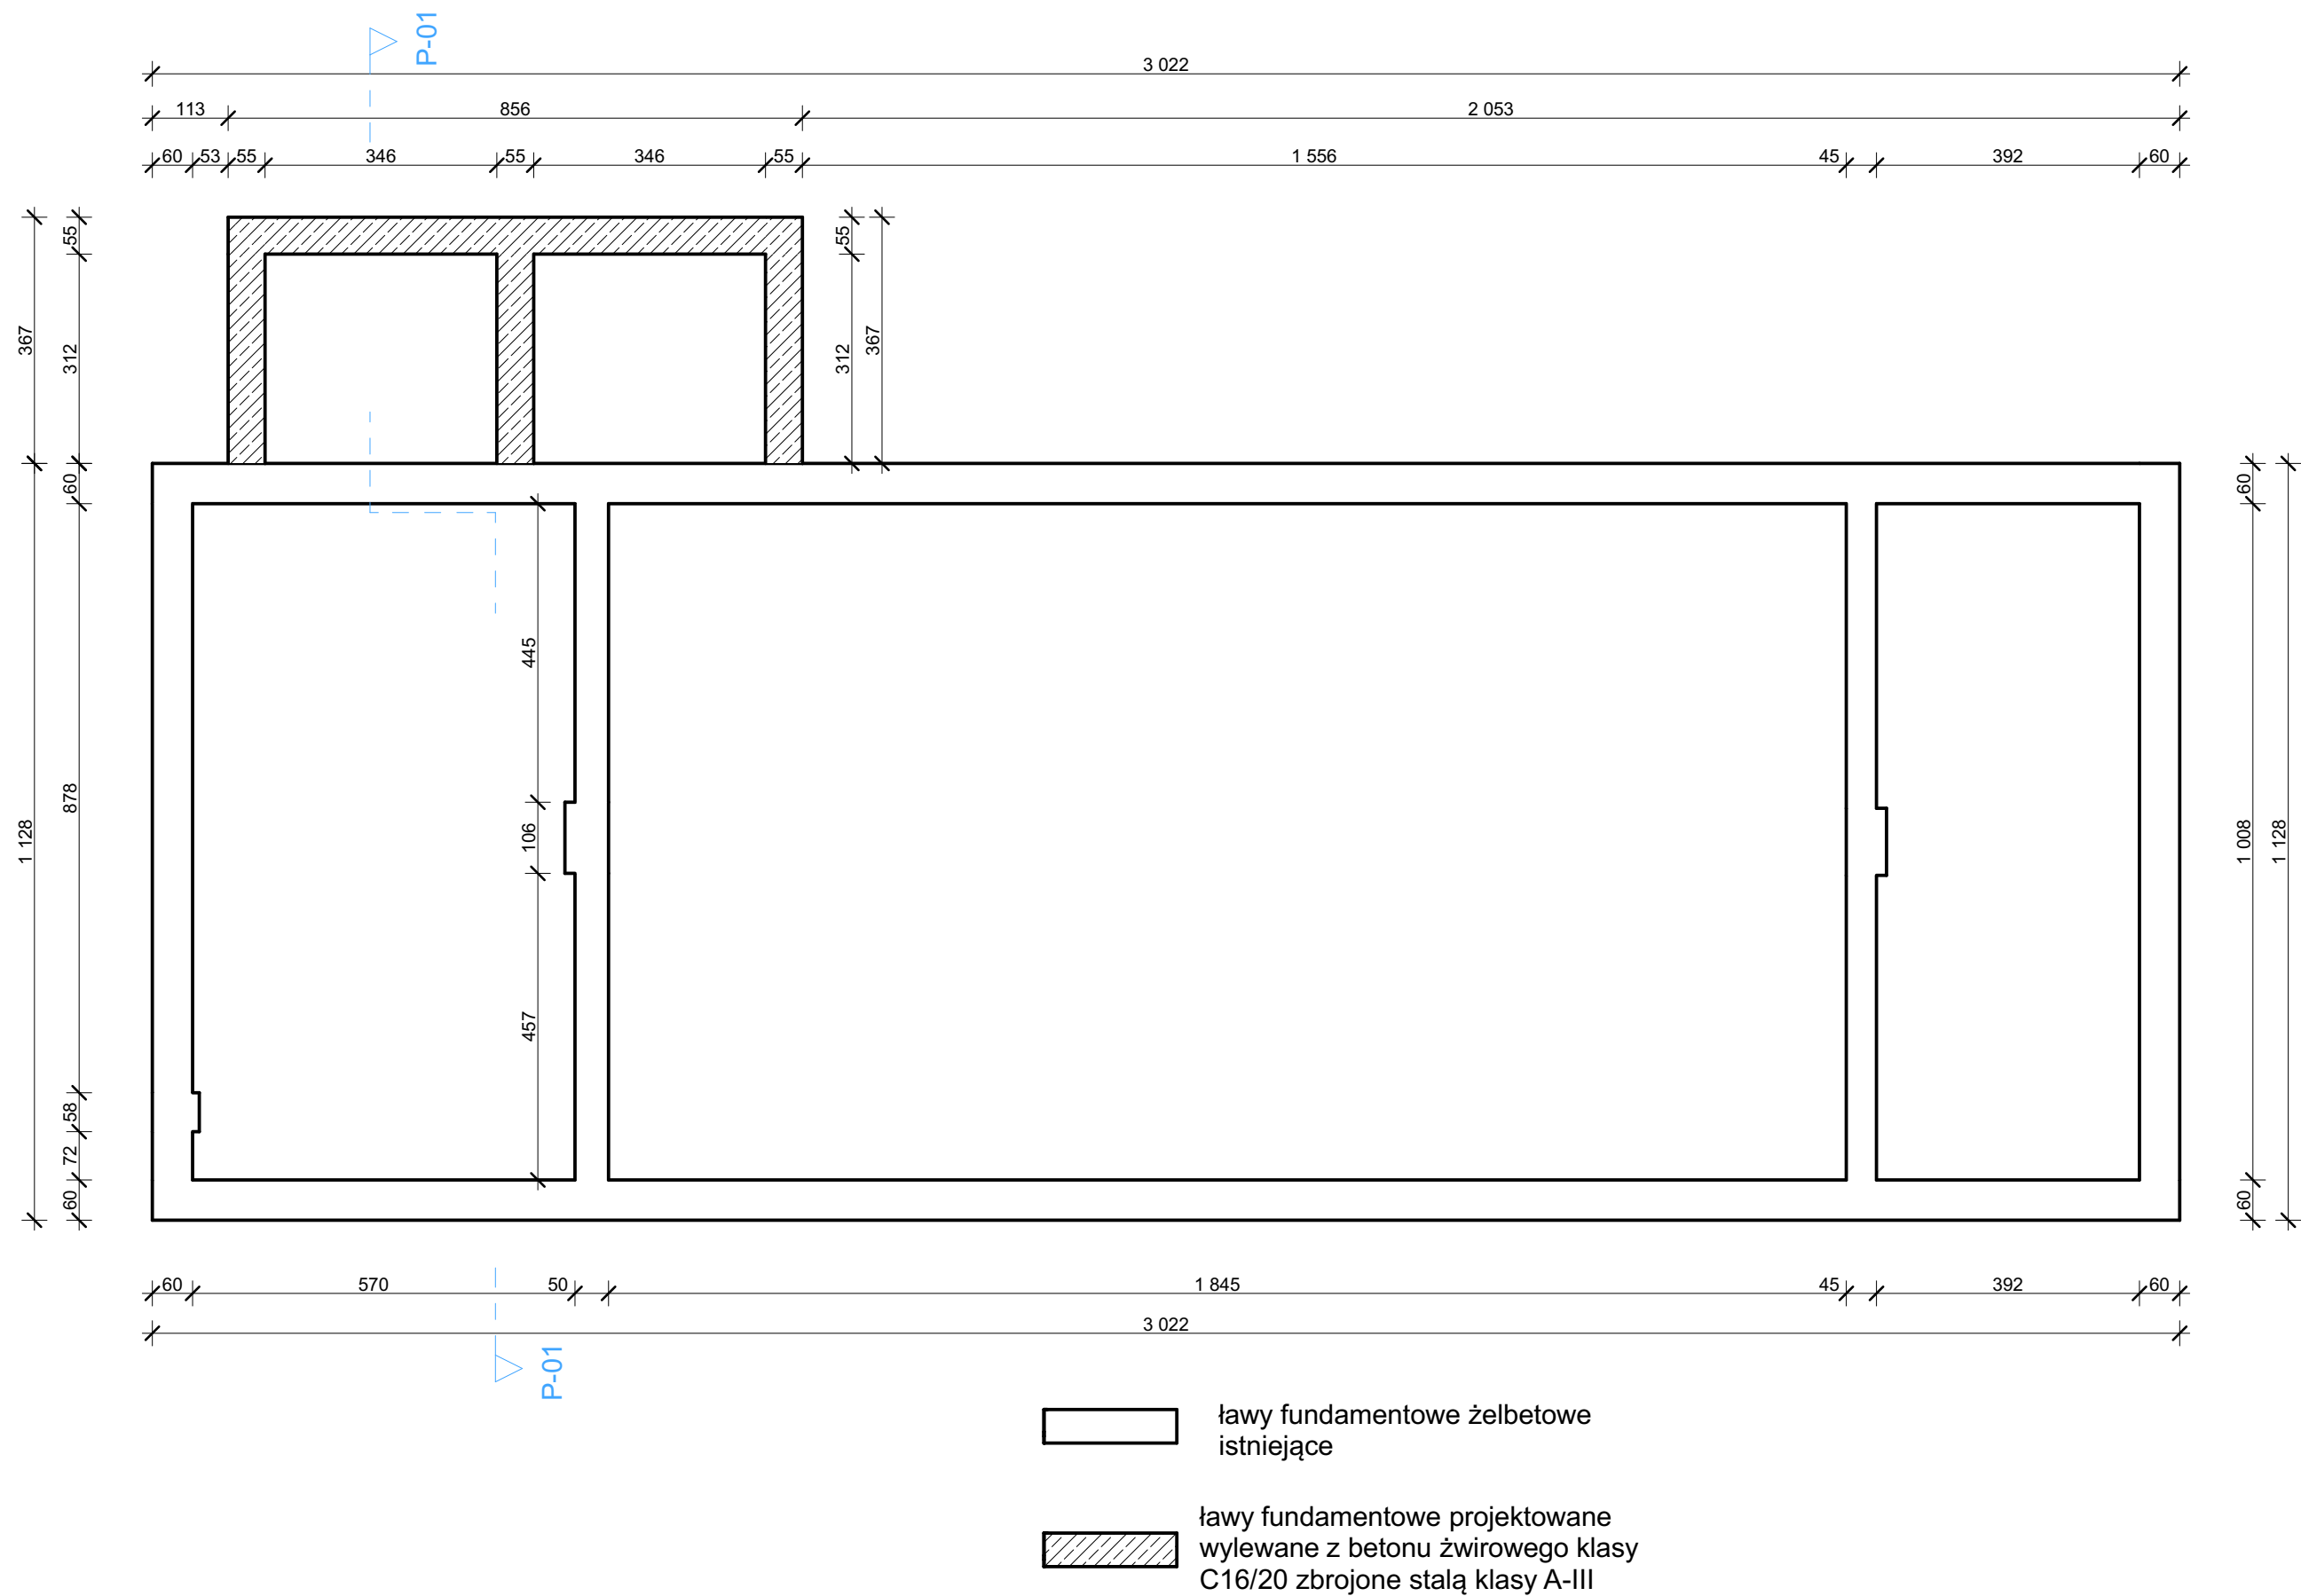 P-01
3 022
113 856 2 053
60 53 55 346 55 346 55 1 556 45 392 60
367
55
312
55
312
367
60
878
58
72
60
1 128
445
106
457
60
1 008
60
1 128
60 570 50 1 845 45 392 60
3 022
P-01
ławy fundamentowe żelbetowe
istniejące
ławy fundamentowe projektowane
wylewane z betonu żwirowego klasy
C16/20 zbrojone stalą klasy A-III